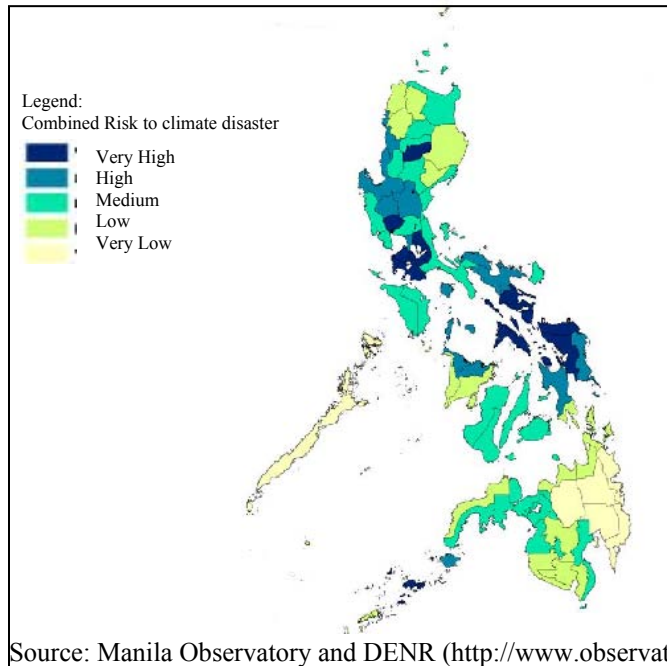 Legend:
Combined Risk to climate disaster
Very High
High
Medium
Low
Very Low
Source: Manila Observatory and DENR (http://www.observat